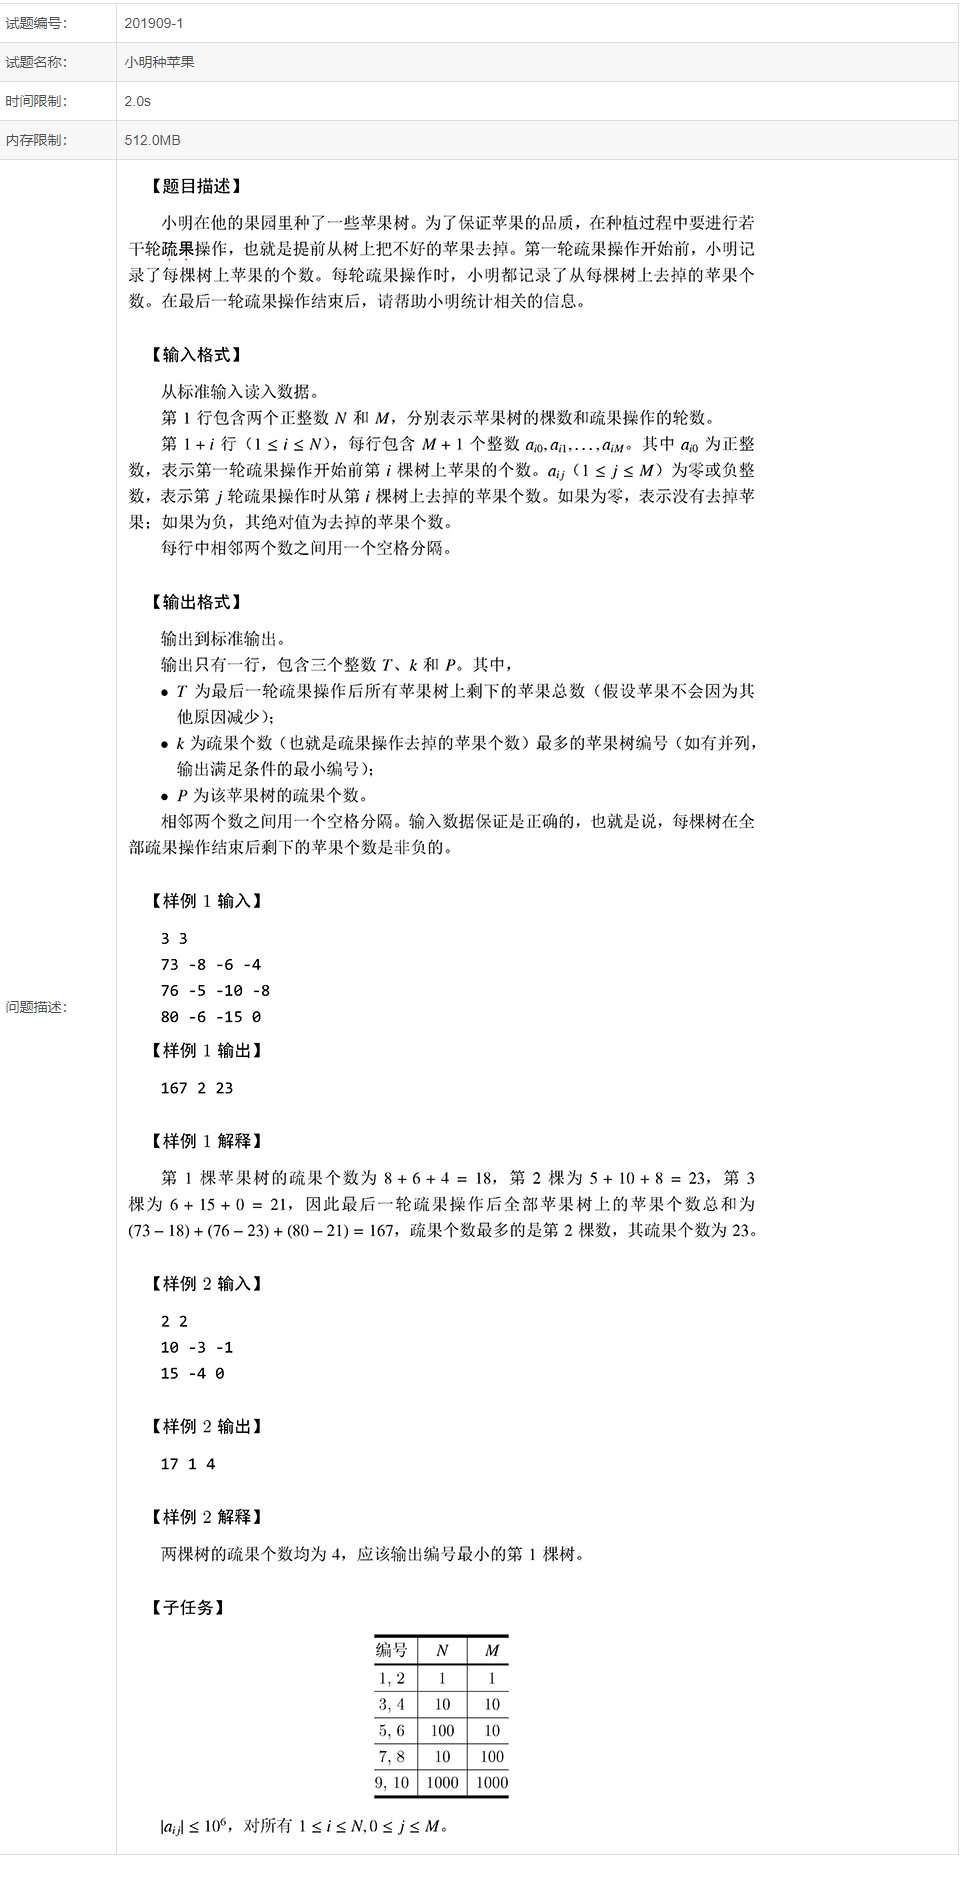 试题编号： 201909-1
试题名称： 小明种苹果
时间限制： 2.0s
内存限制： 512.0MB
问题描述：
【题目描述】
小明在他的果园里种了一些苹果树。为了保证苹果的品质，在种植过程中要进行若
干轮疏果操作，也就是提前从树上把不好的苹果去掉。第一轮疏果操作开始前，小明记
录了每棵树上苹果的个数。每轮疏果操作时，小明都记录了从每棵树上去掉的苹果个
数。在最后一轮疏果操作结束后，请帮助小明统计相关的信息。
【输入格式】
从标准输入读入数据。
第 1 行包含两个正整数 N 和 M，分别表示苹果树的棵数和疏果操作的轮数。
第 1 + i 行（1 ≤ i ≤ N），每行包含 M + 1 个整数 a_{i0}, a_{i1}, . . . , a_{iM}。其中 a_{i0} 为正整
数，表示第一轮疏果操作开始前第 i 棵树上苹果的个数。a_{ij}（1 ≤ j ≤ M）为零或负整
数，表示第 j 轮疏果操作时从第 i 棵树上去掉的苹果个数。如果为零，表示没有去掉苹
果；如果为负，其绝对值为去掉的苹果个数。
每行中相邻两个数之间用一个空格分隔。
【输出格式】
输出到标准输出。
输出只有一行，包含三个整数 T、k 和 P。其中，
● T 为最后一轮疏果操作后所有苹果树上剩下的苹果总数（假设苹果不会因为其
他原因减少）；
● k 为疏果个数（也就是疏果操作去掉的苹果个数）最多的苹果树编号（如有并列，
输出满足条件的最小编号）；
● P 为该苹果树的疏果个数。
相邻两个数之间用一个空格分隔。输入数据保证是正确的，也就是说，每棵树在全
部疏果操作结束后剩下的苹果个数是非负的。
【样例 1 输入】
3 3
73 -8 -6 -4
76 -5 -10 -8
80 -6 -15 0
【样例 1 输出】
167 2 23
【样例 1 解释】
第 1 棵苹果树的疏果个数为 8 + 6 + 4 = 18，第 2 棵为 5 + 10 + 8 = 23，第 3
棵为 6 + 15 + 0 = 21，因此最后一轮疏果操作后全部苹果树上的苹果个数总和为
(73 − 18) + (76 − 23) + (80 − 21) = 167，疏果个数最多的是第 2 棵数，其疏果个数为 23。
【样例 2 输入】
2 2
10 -3 -1
15 -4 0
【样例 2 输出】
17 1 4
【样例 2 解释】
两棵树的疏果个数均为 4，应该输出编号最小的第 1 棵树。
【子任务】
编号 N M
1, 2 1 1
3, 4 10 10
5, 6 100 10
7, 8 10 100
9, 10 1000 1000
|a_{ij}| ≤ 10^6，对所有 1 ≤ i ≤ N, 0 ≤ j ≤ M。